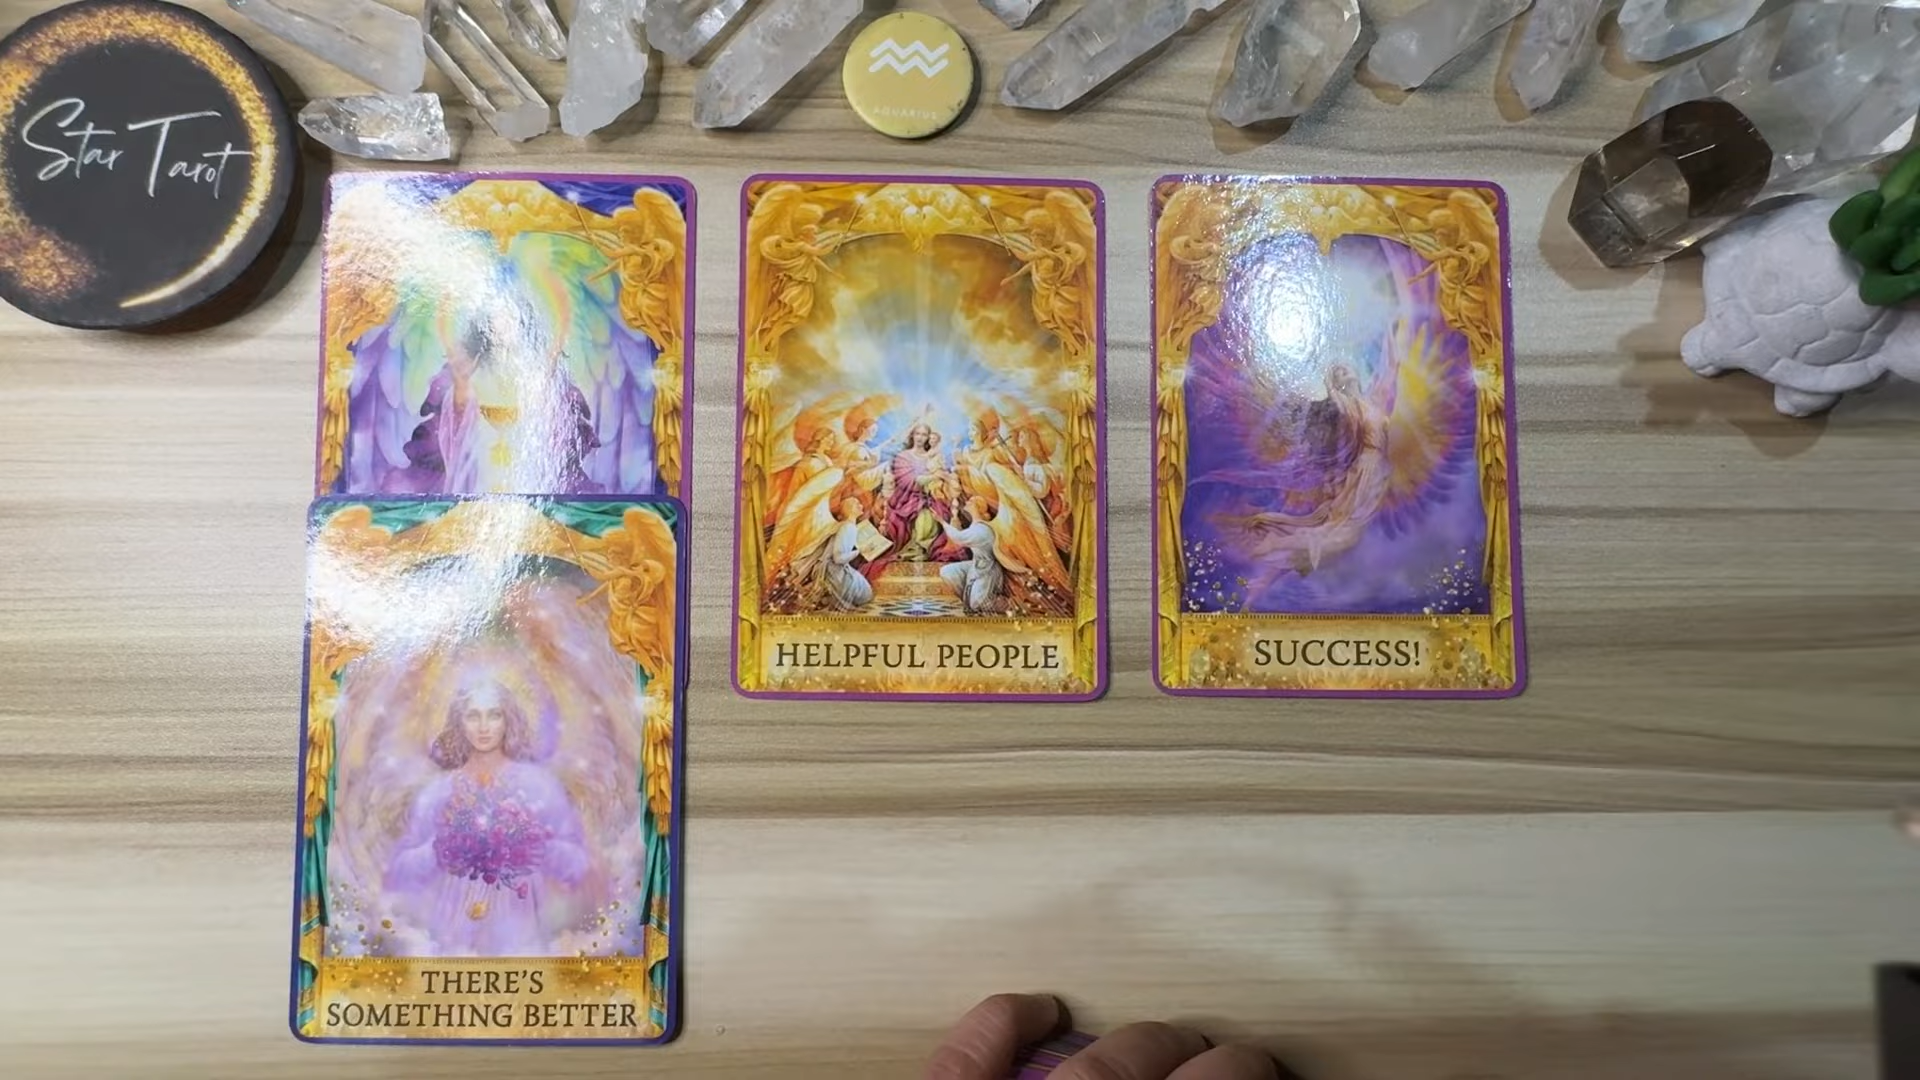 Star Tarot
AQUARIUS
HELPFUL PEOPLE
SUCCESS!
THERE'S
SOMETHING BETTER